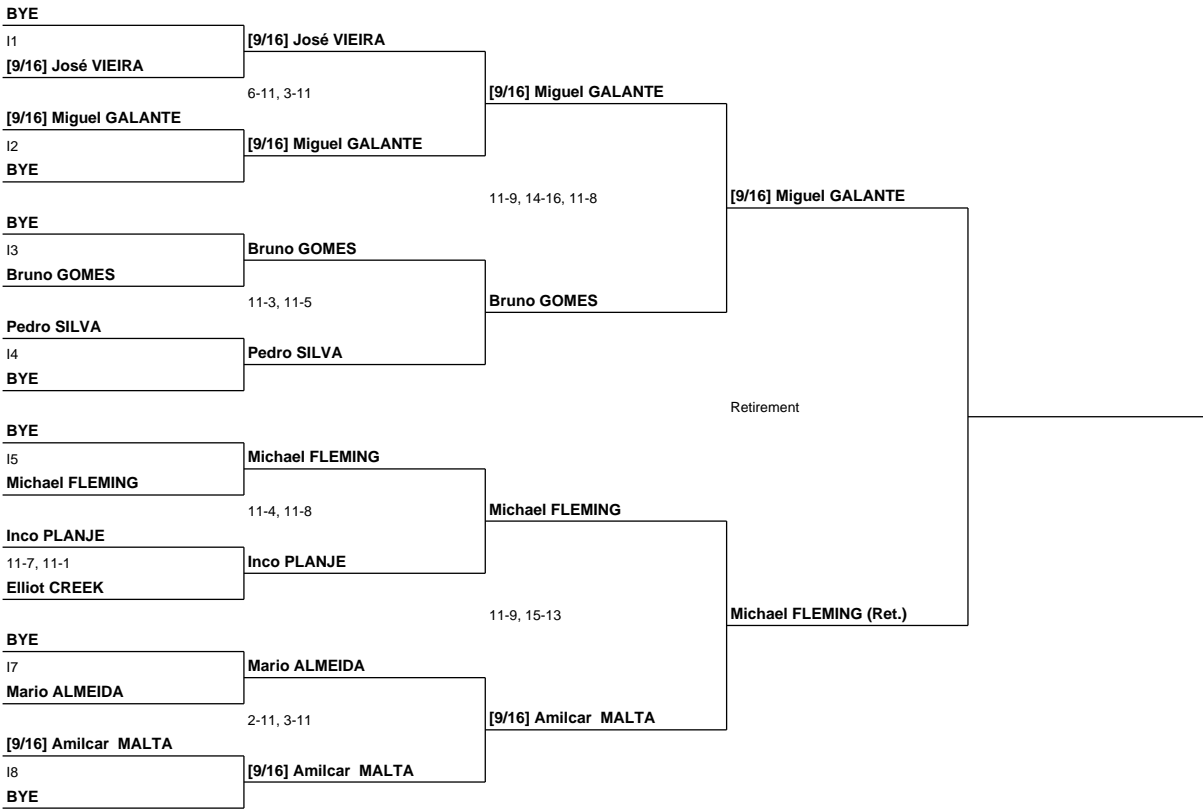 BYE
I1
[9/16] José VIEIRA
[9/16] José VIEIRA
6-11, 3-11
[9/16] Miguel GALANTE
[9/16] Miguel GALANTE
I2
[9/16] Miguel GALANTE
BYE
11-9, 14-16, 11-8
[9/16] Miguel GALANTE
BYE
I3
Bruno GOMES
Bruno GOMES
11-3, 11-5
Bruno GOMES
Pedro SILVA
I4
Pedro SILVA
BYE
Retirement
BYE
I5
Michael FLEMING
Michael FLEMING
11-4, 11-8
Michael FLEMING
Inco PLANJE
11-7, 11-1
Inco PLANJE
Elliot CREEK
11-9, 15-13
Michael FLEMING (Ret.)
BYE
I7
Mario ALMEIDA
Mario ALMEIDA
2-11, 3-11
[9/16] Amilcar  MALTA
[9/16] Amilcar  MALTA
I8
[9/16] Amilcar  MALTA
BYE